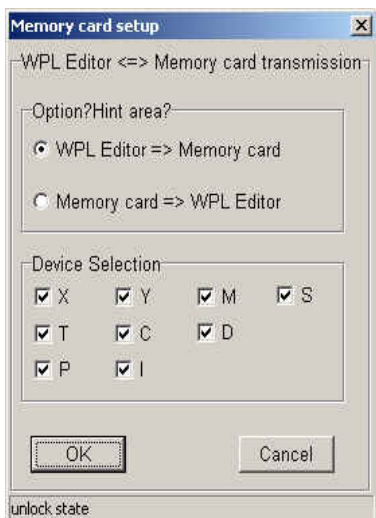 Memory card setup
WPL Editor <=> Memory card transmission
Option?Hint area?
WPL Editor => Memory card
Memory card => WPL Editor
Device Selection
X Y M S
T C D
P I
OK Cancel
unlock state